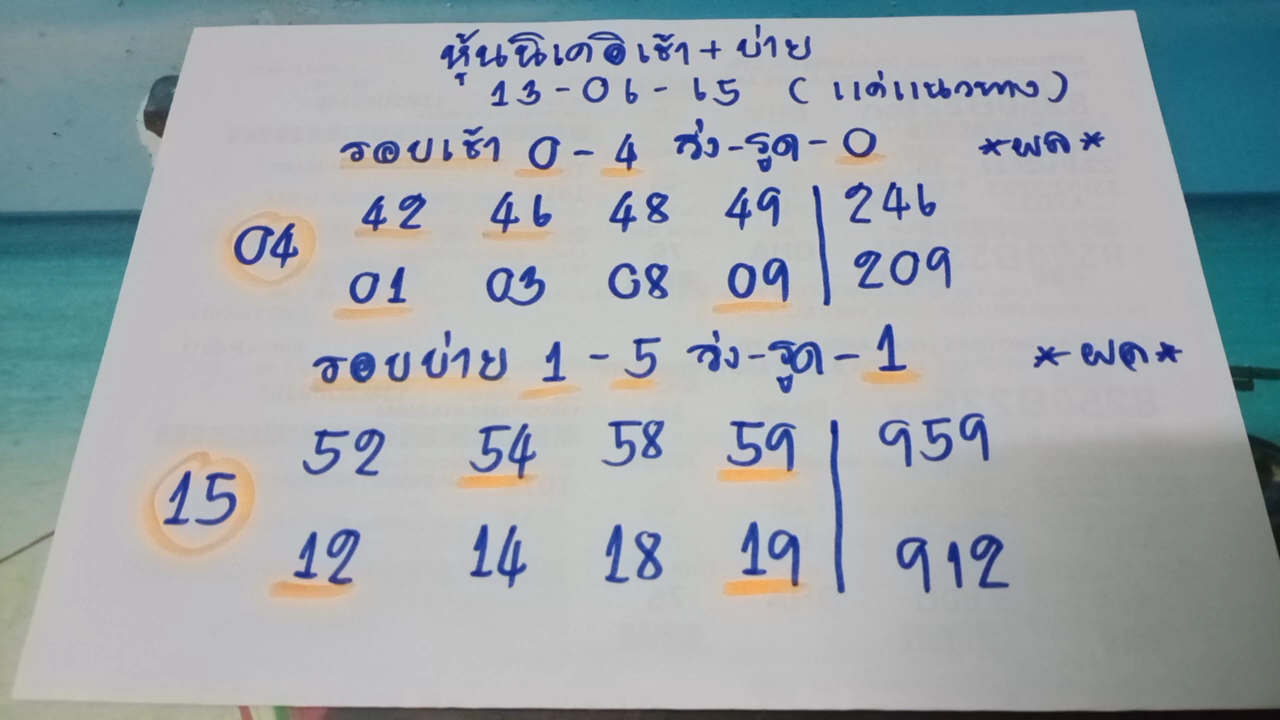 หุ้นนิเคอิเช้า + บ่าย
13-06-65 (แค่แนวทาง)
รอบเช้า 0-4 วิ่ง-รูด-0 *ผล*
42 46 48 49 | 246
04
01 03 08 09 | 209
รอบบ่าย 1-5 วิ่ง-รูด-1 *ผล*
52 54 58 59 | 959
15
12 14 18 19 | 912